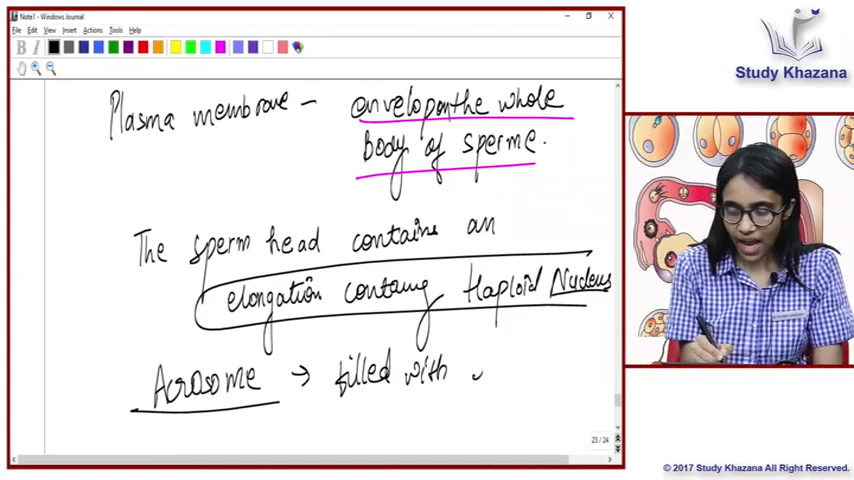 Note1 - Windows Journal
File Edit View Insert Actions Tools Help
B I
Plasma membrane - envelop the whole
Body of sperme.
The sperm head contains an
elongation containg Haploid Nucleus
Acrosome → filled with
23 / 24
Study Khazana
© 2017 Study Khazana All Right Reserved.